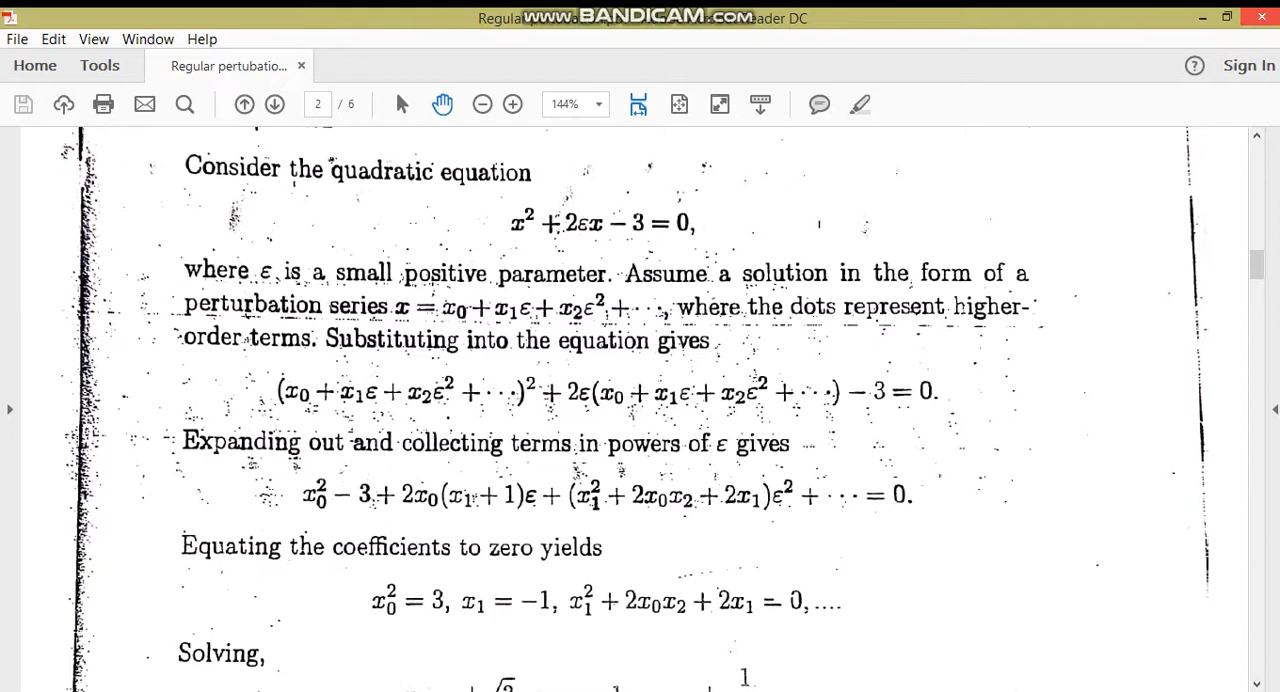 Regu
www.BANDICAM.com
eader DC
File Edit View Window Help
Home Tools Regular pertubatio... × ? Sign In
2 / 6 144%
Consider the quadratic equation
x² + 2εx − 3 = 0,
where ε is a small positive parameter. Assume a solution in the form of a
perturbation series x = x₀ + x₁ε + x₂ε² + · · ·, where the dots represent higher-
order terms. Substituting into the equation gives
(x₀ + x₁ε + x₂ε² + · · ·)² + 2ε(x₀ + x₁ε + x₂ε² + · · ·) − 3 = 0.
Expanding out and collecting terms in powers of ε gives
x₀² − 3 + 2x₀(x₁ + 1)ε + (x₁² + 2x₀x₂ + 2x₁)ε² + · · · = 0.
Equating the coefficients to zero yields
x₀² = 3, x₁ = −1, x₁² + 2x₀x₂ + 2x₁ = 0, ....
Solving,